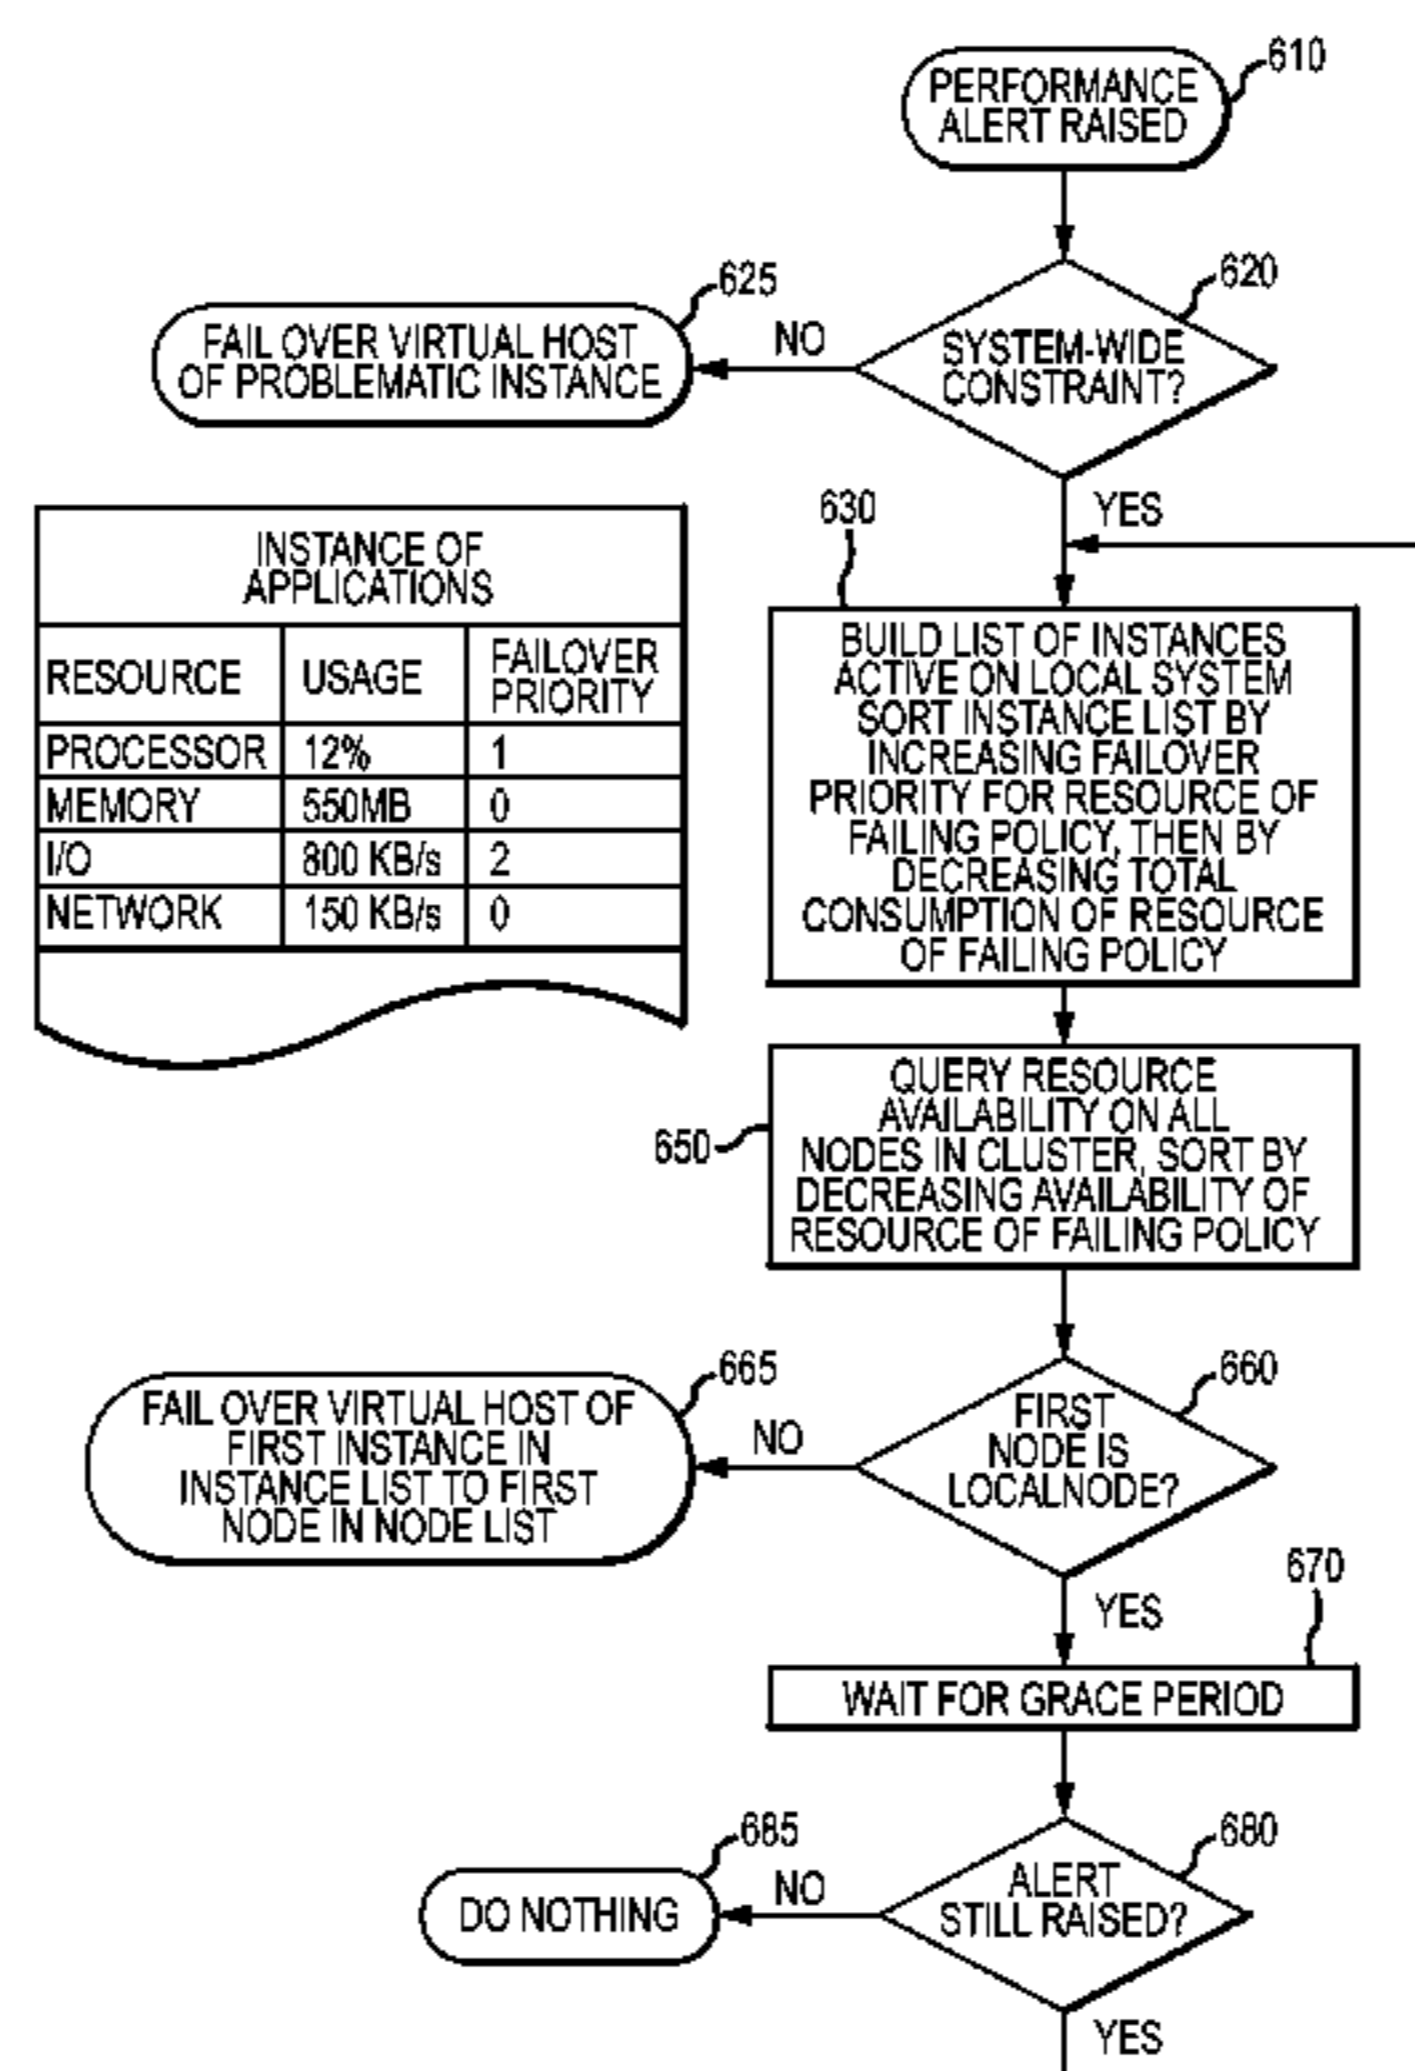 610
PERFORMANCE
ALERT RAISED
620
SYSTEM-WIDE
CONSTRAINT?
NO
625
FAIL OVER VIRTUAL HOST
OF PROBLEMATIC INSTANCE
YES
INSTANCE OF
APPLICATIONS
RESOURCE USAGE FAILOVER
PRIORITY
PROCESSOR 12% 1
MEMORY 550MB 0
I/O 800 KB/s 2
NETWORK 150 KB/s 0
630
BUILD LIST OF INSTANCES
ACTIVE ON LOCAL SYSTEM
SORT INSTANCE LIST BY
INCREASING FAILOVER
PRIORITY FOR RESOURCE OF
FAILING POLICY, THEN BY
DECREASING TOTAL
CONSUMPTION OF RESOURCE
OF FAILING POLICY
650
QUERY RESOURCE
AVAILABILITY ON ALL
NODES IN CLUSTER, SORT BY
DECREASING AVAILABILITY OF
RESOURCE OF FAILING POLICY
660
FIRST
NODE IS
LOCALNODE?
NO
665
FAIL OVER VIRTUAL HOST OF
FIRST INSTANCE IN
INSTANCE LIST TO FIRST
NODE IN NODE LIST
YES
670
WAIT FOR GRACE PERIOD
680
ALERT
STILL RAISED?
NO
685
DO NOTHING
YES